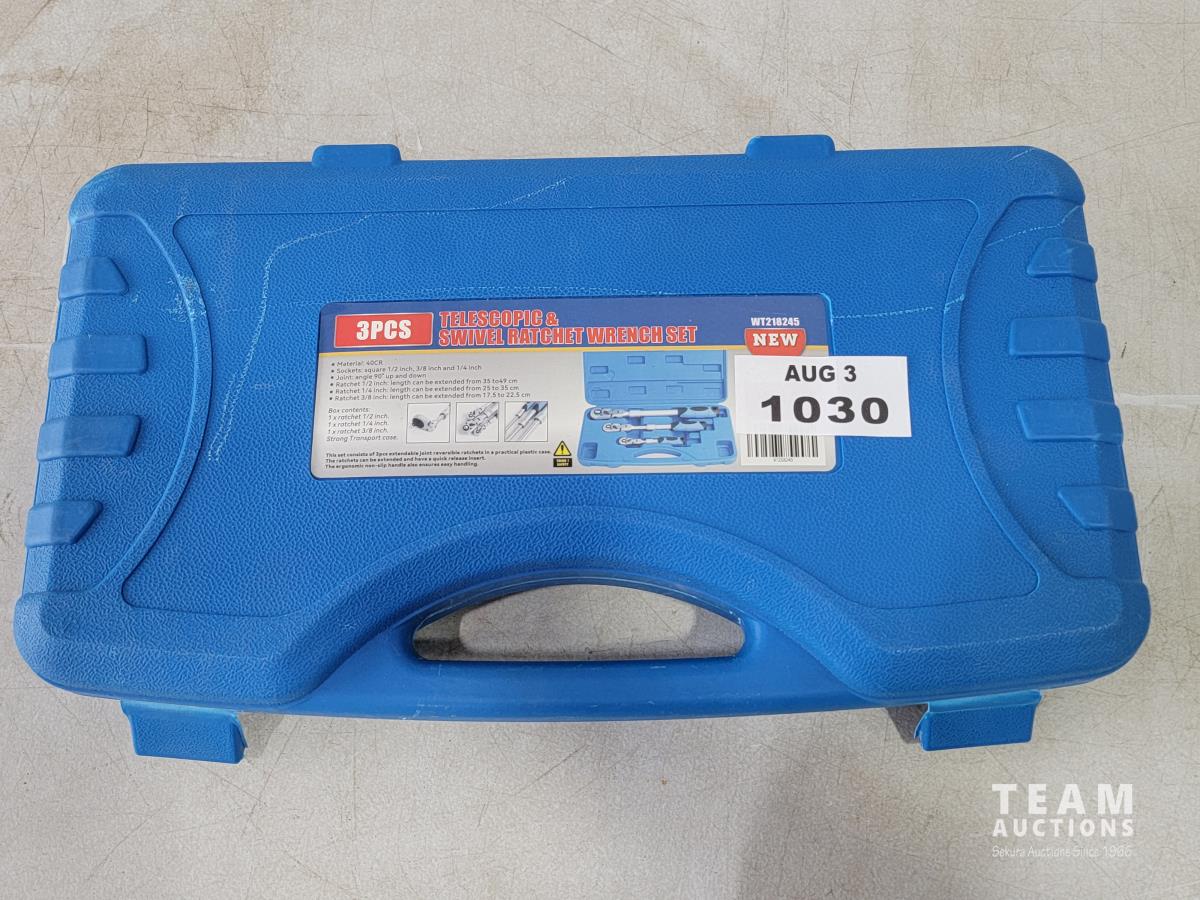 3PCS
TELESCOPIC &
SWIVEL RATCHET WRENCH SET
WT218245
NEW
• Material: 40CR
• Sockets: square 1/2 inch, 3/8 inch and 1/4 inch
• Joint: angle 90° up and down
• Ratchet 1/2 inch: length can be extended from 35 to49 cm
• Ratchet 1/4 inch: length can be extended from 25 to 35 cm
• Ratchet 3/8 inch: length can be extended from 17.5 to 22.5 cm
Box contents:
1 x ratchet 1/2 inch.
1 x ratchet 1/4 inch.
1 x ratchet 3/8 inch.
Strong Transport case.
This set consists of 3pcs extendable joint reversible ratchets in a practical plastic case.
The ratchets can be extended and have a quick release insert.
The ergonomic non-slip handle also ensures easy handling.
AUG 3
1030
TEAM
AUCTIONS
Sekura Auctions Since 1966